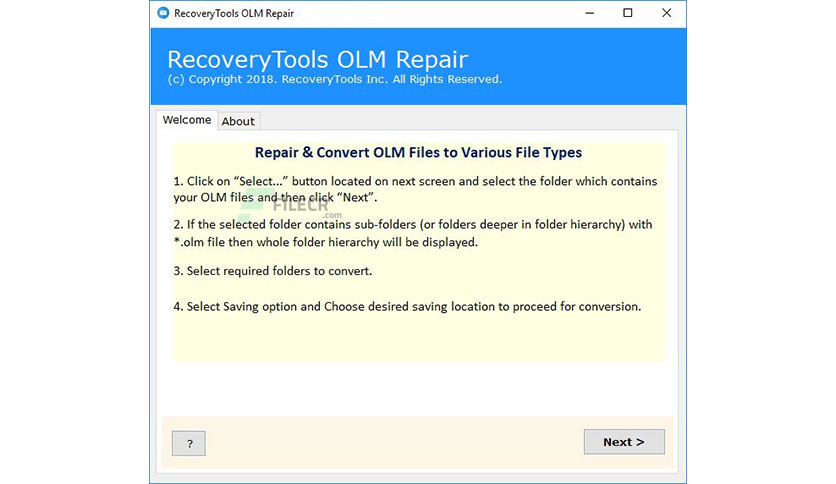 RecoveryTools OLM Repair
RecoveryTools OLM Repair
(c) Copyright 2018. RecoveryTools Inc. All Rights Reserved.
Welcome
About
Repair & Convert OLM Files to Various File Types
1. Click on “Select...” button located on next screen and select the folder which contains
your OLM files and then click “Next”.
FILECR
.com
2. If the selected folder contains sub-folders (or folders deeper in folder hierarchy) with
*.olm file then whole folder hierarchy will be displayed.
3. Select required folders to convert.
4. Select Saving option and Choose desired saving location to proceed for conversion.
?
Next >